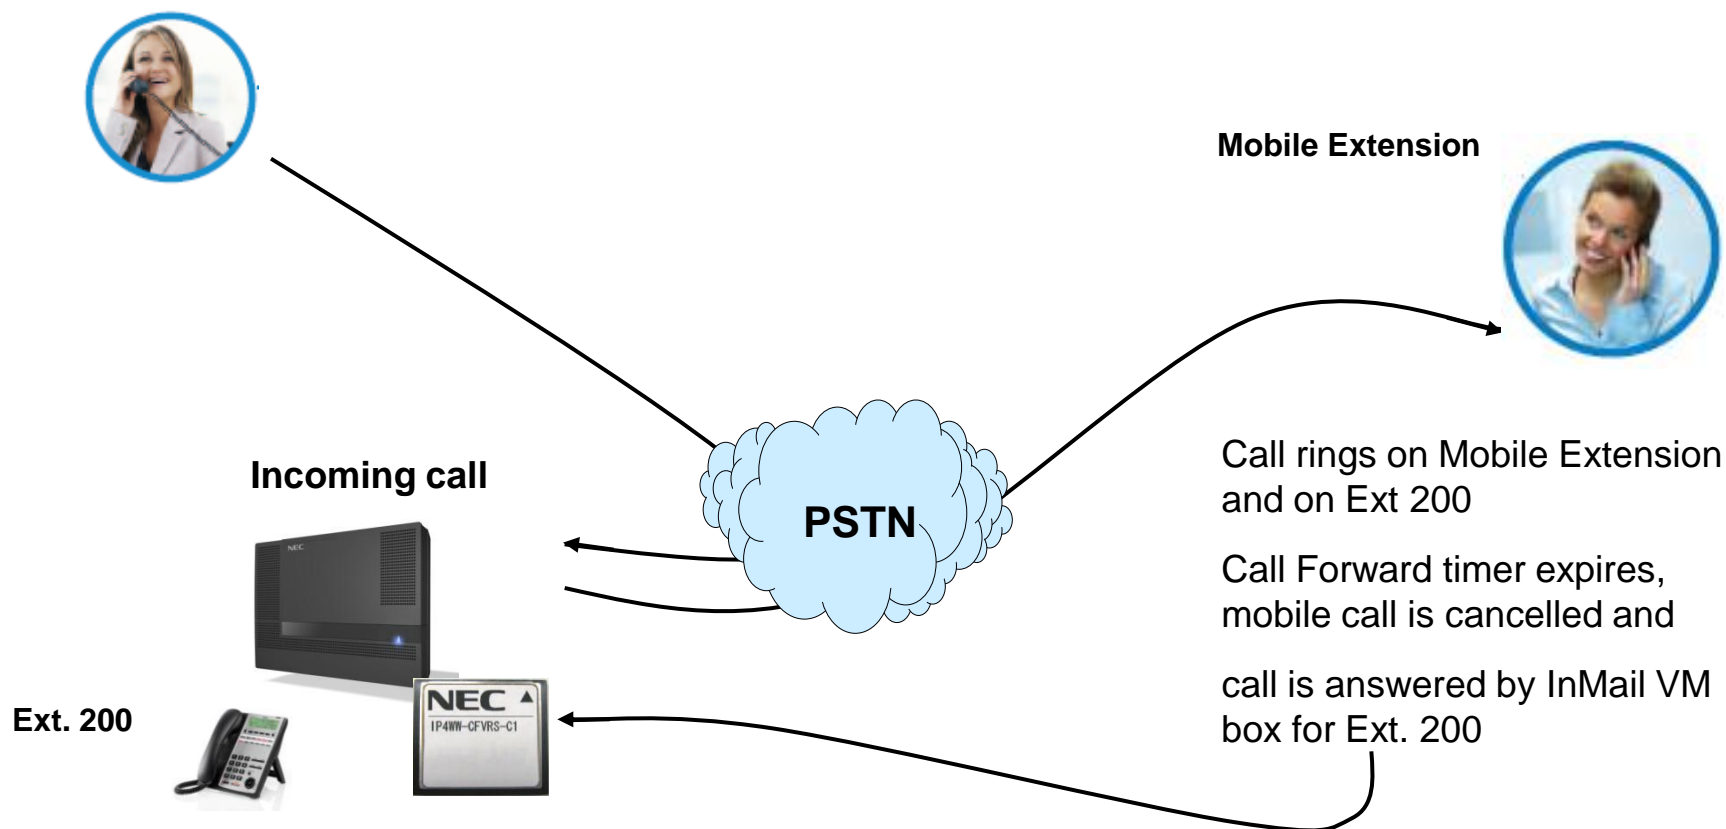 Mobile Extension
Incoming call
PSTN
Call rings on Mobile Extension
and on Ext 200
Call Forward timer expires,
mobile call is cancelled and
call is answered by InMail VM
box for Ext. 200
NEC
Ext. 200
NEC
IP4WW-CFVRS-C1